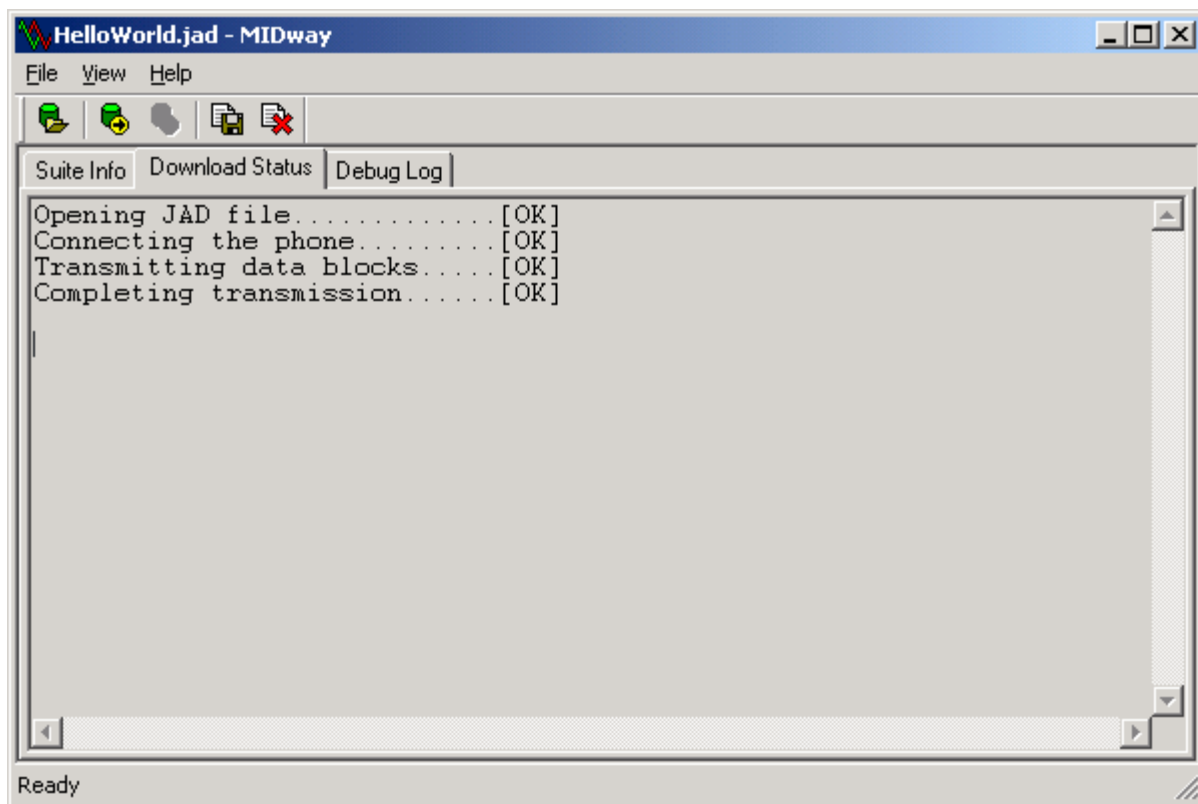 HelloWorld.jad - MIDway
File View Help
Suite Info Download Status Debug Log
Opening JAD file.............[OK]
Connecting the phone.........[OK]
Transmitting data blocks.....[OK]
Completing transmission......[OK]
Ready